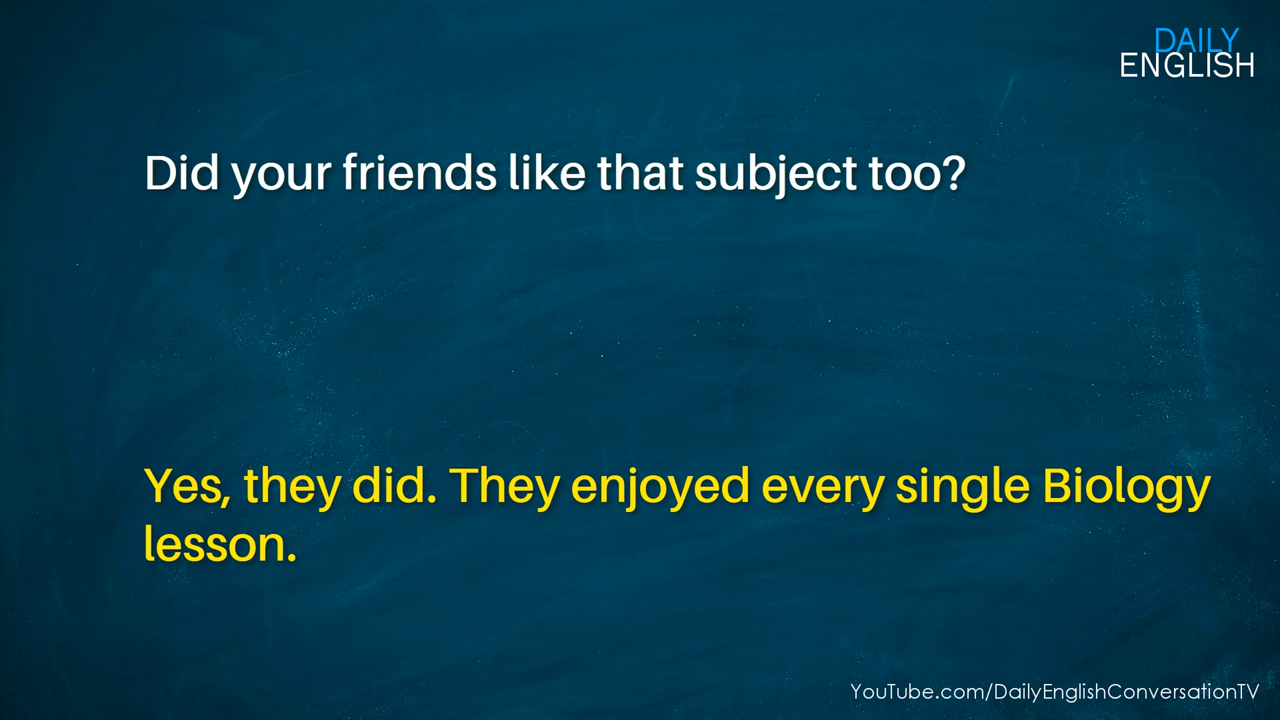 DAILY
ENGLISH
Did your friends like that subject too?
Yes, they did. They enjoyed every single Biology
lesson.
YouTube.com/DailyEnglishConversationTV